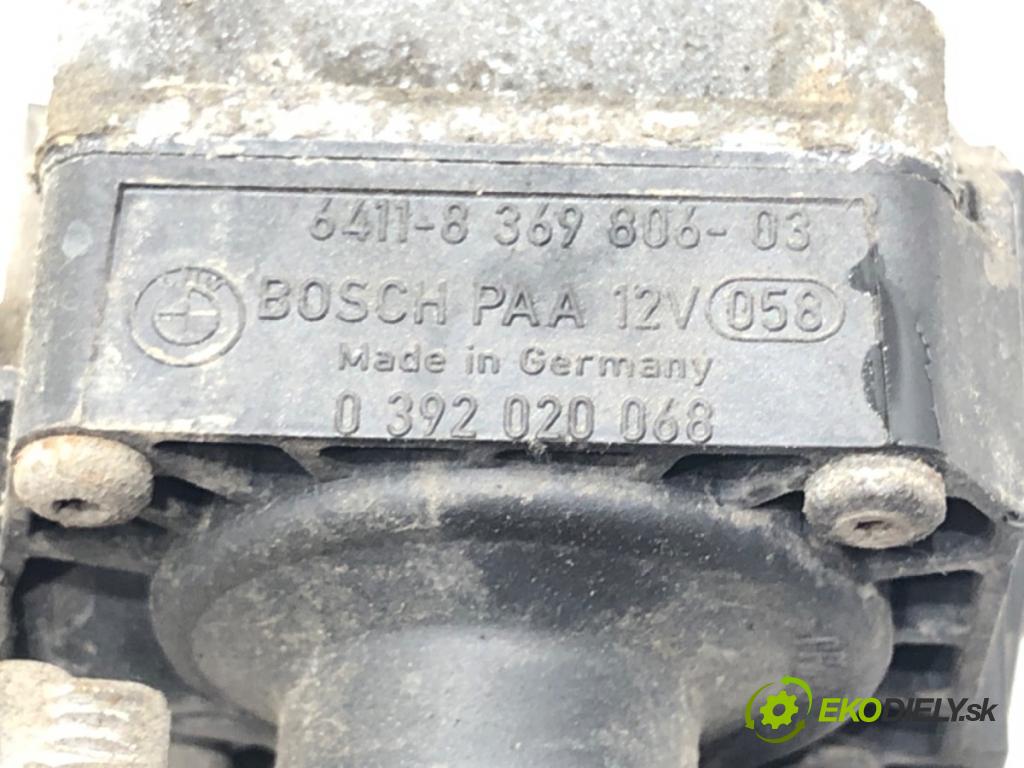 6411-8 369 806-03
BOSCH PAA 12V 058
Made in Germany
0 392 020 068
EKODIELY.sk